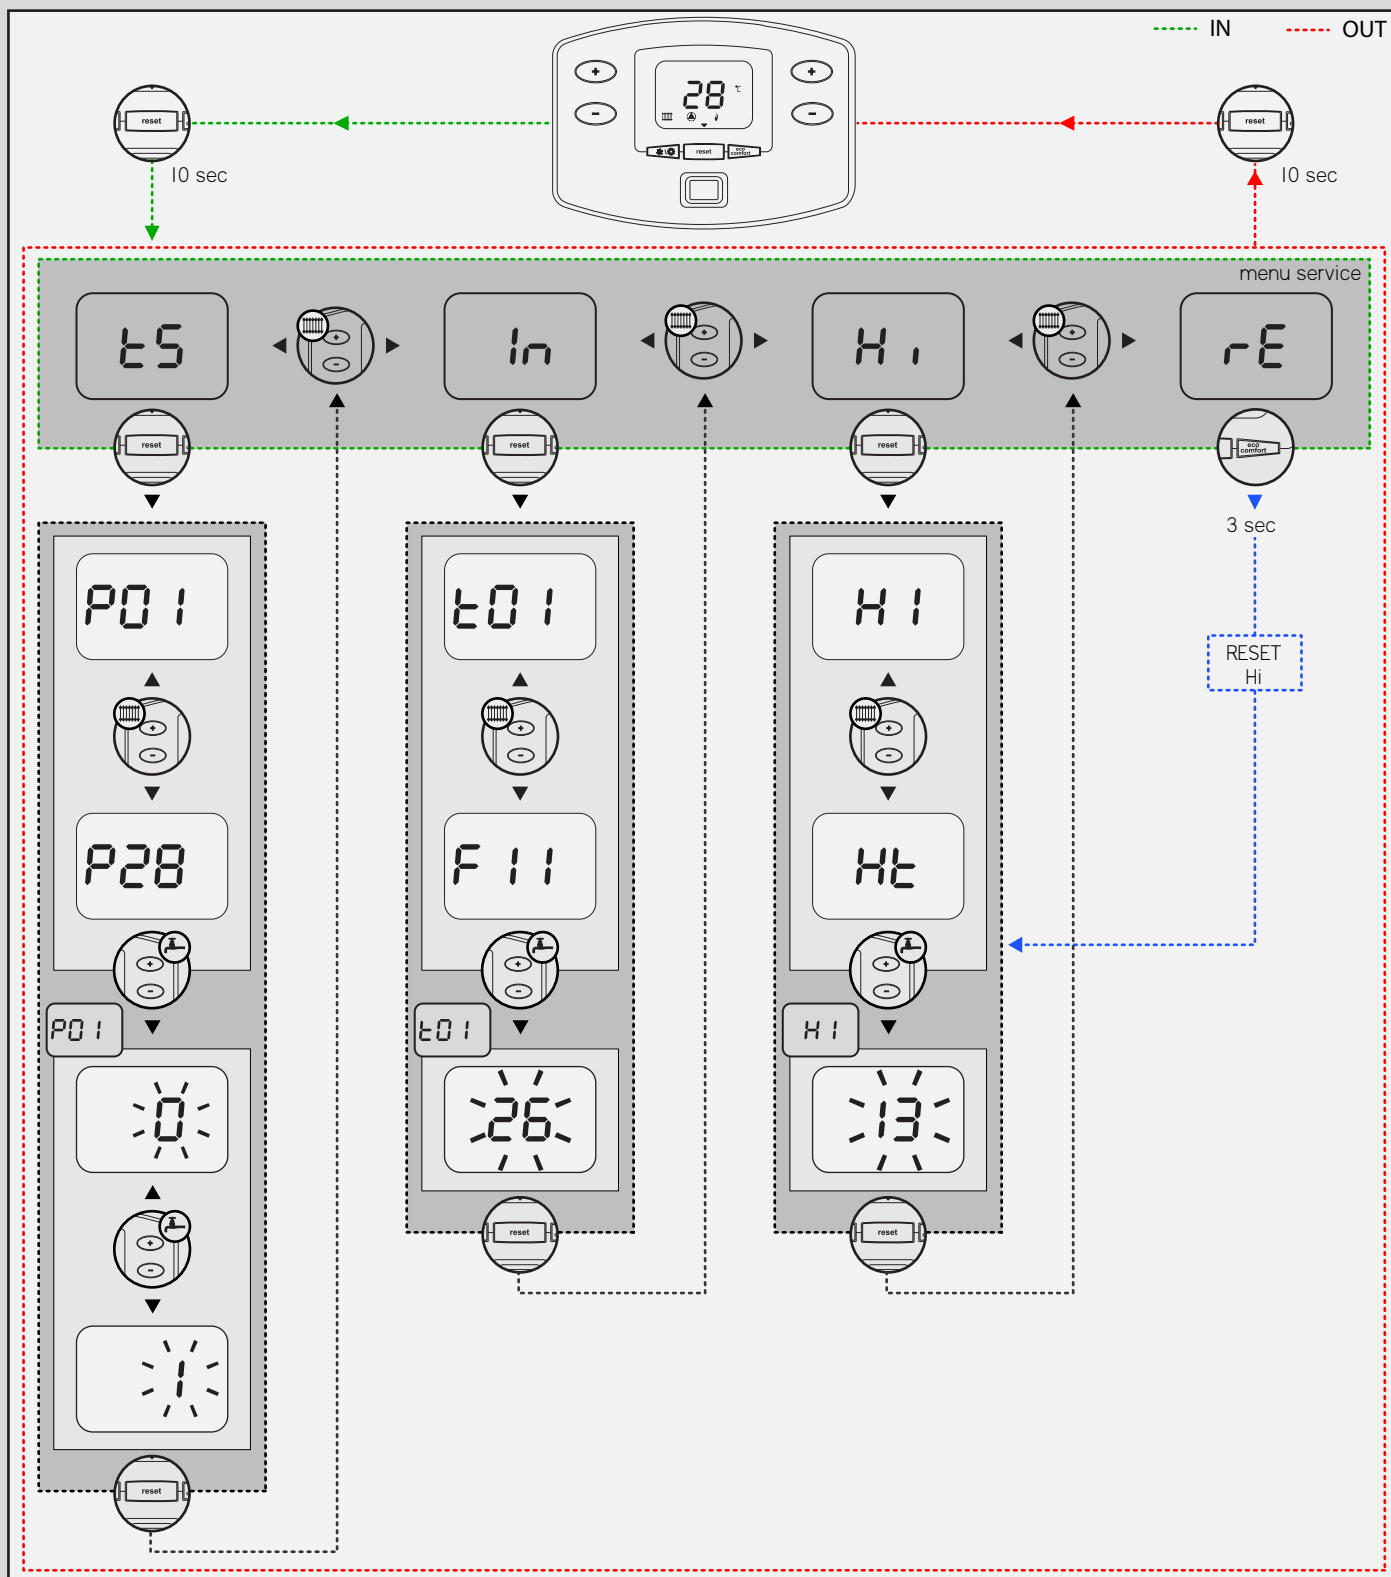 IN OUT
+ +
28 °C
- -
reset eco comfort
reset
10 sec
reset
10 sec
menu service
tS
+
-
In
+
-
Hi
+
-
rE
reset
reset
reset
eco
comfort
3 sec
P01
t01
H1
RESET
Hi
+
-
+
-
+
-
P28
F11
Ht
+
-
+
-
+
-
P01
t01
H1
0
26
13
+
-
reset
reset
1
reset